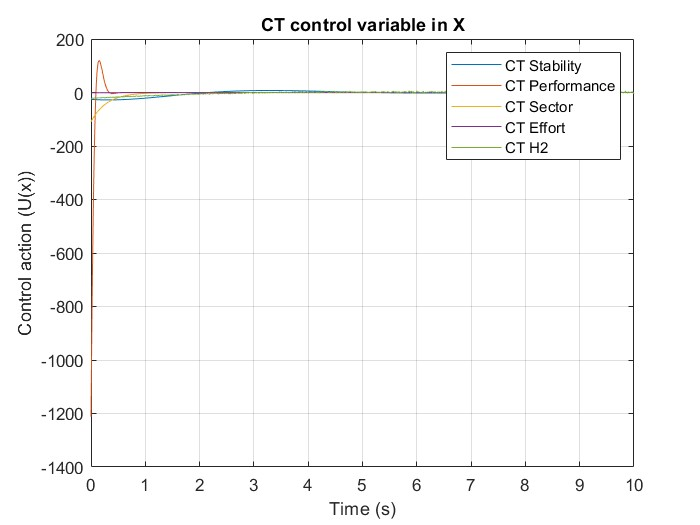 CT control variable in X
200
0
-200
-400
-600
-800
-1000
-1200
-1400
Control action (U(x))
CT Stability
CT Performance
CT Sector
CT Effort
CT H2
0 1 2 3 4 5 6 7 8 9 10
Time (s)